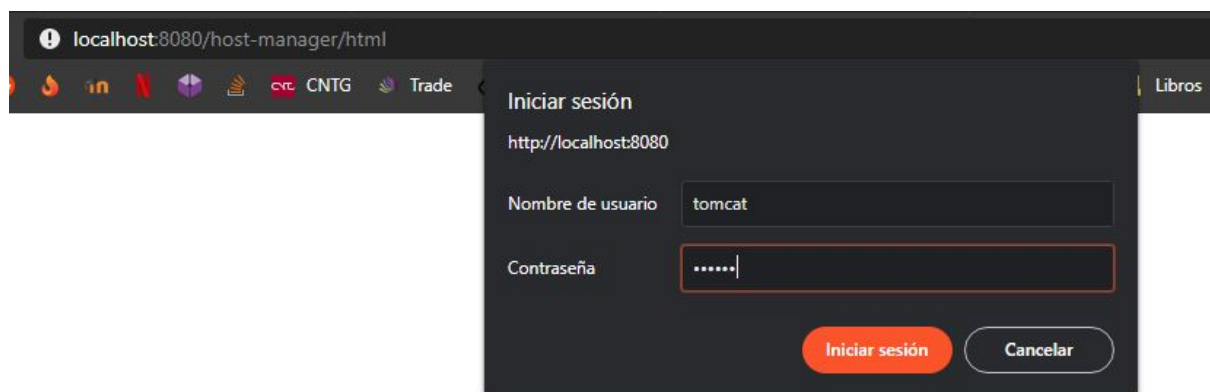 localhost:8080/host-manager/html
in N CNTG Trade Libros
Iniciar sesión
http://localhost:8080
Nombre de usuario tomcat
Contraseña ••••••
Iniciar sesión Cancelar